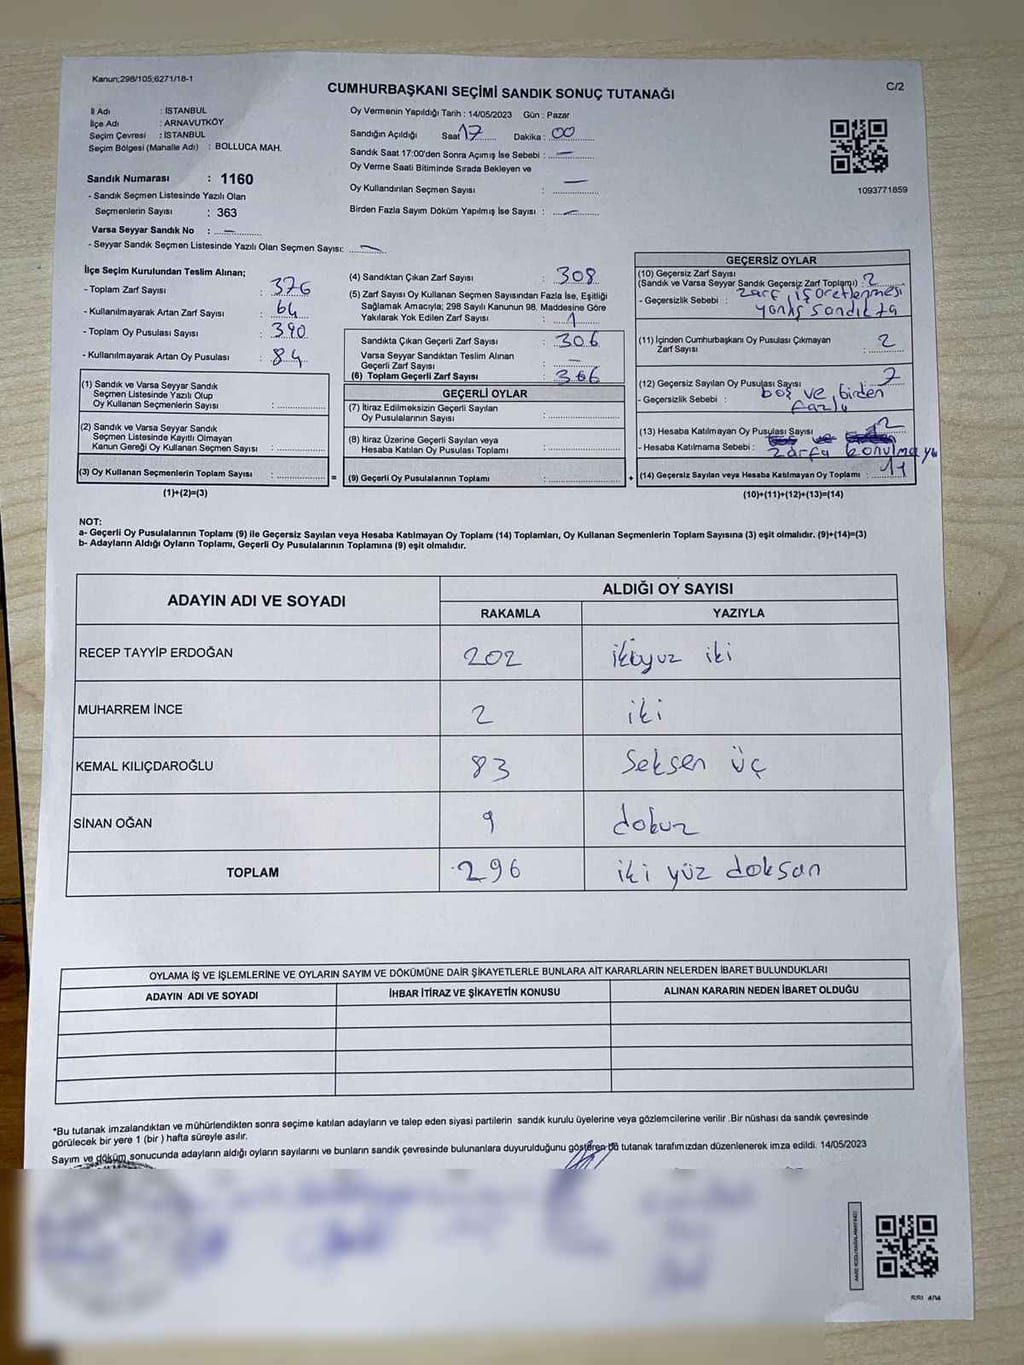 Kanun;298/105;6271/18-1
CUMHURBAŞKANI SEÇİMİ SANDIK SONUÇ TUTANAĞI
C/2
İl Adı : İSTANBUL
İlçe Adı : ARNAVUTKÖY
Seçim Çevresi : İSTANBUL
Seçim Bölgesi (Mahalle Adı) : BOLLUCA MAH.
Sandık Numarası : 1160
- Sandık Seçmen Listesinde Yazılı Olan
Seçmenlerin Sayısı : 363
Varsa Seyyar Sandık No : —
- Seyyar Sandık Seçmen Listesinde Yazılı Olan Seçmen Sayısı: —
Oy Vermenin Yapıldığı Tarih : 14/05/2023 Gün : Pazar
Sandığın Açıldığı Saat 17 Dakika : 00
Sandık Saat 17:00'den Sonra Açımış İse Sebebi : —
Oy Verme Saati Bitiminde Sırada Bekleyen ve
Oy Kullandırılan Seçmen Sayısı : —
Birden Fazla Sayım Döküm Yapılmış İse Sayısı : —
1093771859
İlçe Seçim Kurulundan Teslim Alınan;
- Toplam Zarf Sayısı : 376
- Kullanılmayarak Artan Zarf Sayısı : 64
- Toplam Oy Pusulası Sayısı : 390
- Kullanılmayarak Artan Oy Pusulası : 84
(1) Sandık ve Varsa Seyyar Sandık
Seçmen Listesinde Yazılı Olup
Oy Kullanan Seçmenlerin Sayısı :
(2) Sandık ve Varsa Seyyar Sandık
Seçmen Listesinde Kayıtlı Olmayan
Kanun Gereği Oy Kullanan Seçmen Sayısı :
(3) Oy Kullanan Seçmenlerin Toplam Sayısı : =
(1)+(2)=(3)
(4) Sandıktan Çıkan Zarf Sayısı : 308
(5) Zarf Sayısı Oy Kullanan Seçmen Sayısından Fazla İse, Eşitliği
Sağlamak Amacıyla; 298 Sayılı Kanunun 98. Maddesine Göre
Yakılarak Yok Edilen Zarf Sayısı : 1
Sandıkta Çıkan Geçerli Zarf Sayısı : 306
Varsa Seyyar Sandıktan Teslim Alınan
Geçerli Zarf Sayısı : —
(6) Toplam Geçerli Zarf Sayısı : 306
GEÇERLİ OYLAR
(7) İtiraz Edilmeksizin Geçerli Sayılan
Oy Pusulalarının Sayısı :
(8) İtiraz Üzerine Geçerli Sayılan veya
Hesaba Katılan Oy Pusulası Toplamı :
(9) Geçerli Oy Pusulalarının Toplamı : +
GEÇERSİZ OYLAR
(10) Geçersiz Zarf Sayısı
(Sandık ve Varsa Seyyar Sandık Geçersiz Zarf Toplamı) : 2
- Geçersizlik Sebebi : zarf işaretlenmesi
sandıkta
(11) İçinden Cumhurbaşkanı Oy Pusulası Çıkmayan
Zarf Sayısı : 2
(12) Geçersiz Sayılan Oy Pusulası Sayısı : 7
- Geçersizlik Sebebi : boş ve birden
fazla
(13) Hesaba Katılmayan Oy Pusulası Sayısı : 2
- Hesaba Katılmama Sebebi : zarfa
(14) Geçersiz Sayılan veya Hesaba Katılmayan Oy Toplamı : 11
(10)+(11)+(12)+(13)=(14)
NOT:
a- Geçerli Oy Pusulalarının Toplamı (9) ile Geçersiz Sayılan veya Hesaba Katılmayan Oy Toplamı (14) Toplamları, Oy Kullanan Seçmenlerin Toplam Sayısına (3) eşit olmalıdır. (9)+(14)=(3)
b- Adayların Aldığı Oyların Toplamı, Geçerli Oy Pusulalarının Toplamına (9) eşit olmalıdır.
ADAYIN ADI VE SOYADI
ALDIĞI OY SAYISI
RAKAMLA YAZIYLA
RECEP TAYYİP ERDOĞAN 202 ikiyuz iki
MUHARREM İNCE 2 iki
KEMAL KILIÇDAROĞLU 83 Seksen üç
SİNAN OĞAN 9 dokuz
TOPLAM 296 iki yüz doksan
OYLAMA İŞ VE İŞLEMLERİNE VE OYLARIN SAYIM VE DÖKÜMÜNE DAİR ŞİKAYETLERLE BUNLARA AİT KARARLARIN NELERDEN İBARET BULUNDUKLARI
ADAYIN ADI VE SOYADI İHBAR İTİRAZ VE ŞİKAYETİN KONUSU ALINAN KARARIN NEDEN İBARET OLDUĞU
*Bu tutanak imzalandıktan ve mühürlendikten sonra seçime katılan adayların ve talep eden siyasi partilerin sandık kurulu üyelerine veya gözlemcilerine verilir .Bir nüshası da sandık çevresinde
görülecek bir yere 1 (bir ) hafta süreyle asılır.
Sayım ve döküm sonucunda adayların aldığı oyların sayılarını ve bunların sandık çevresinde bulunanlara duyurulduğunu gösteren bu tutanak tarafımızdan düzenlenerek imza edildi. 14/05/2023